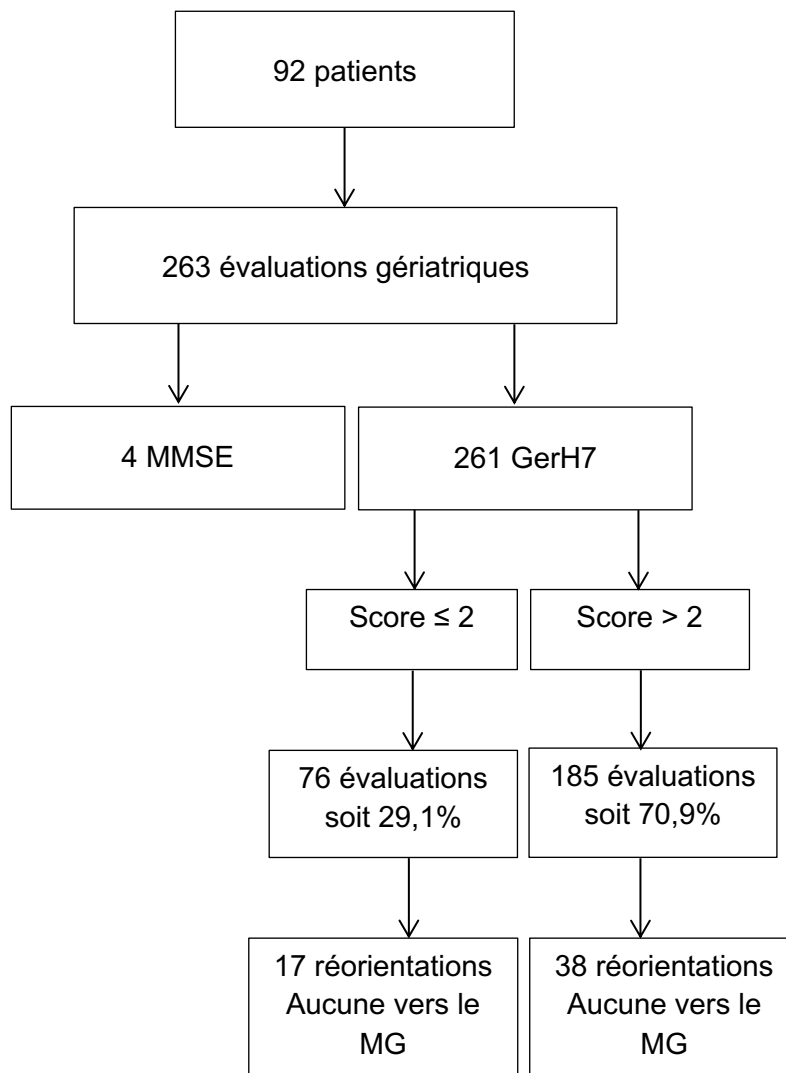 92 patients
263 évaluations gériatriques
4 MMSE
261 GerH7
Score ≤ 2
Score > 2
76 évaluations
soit 29,1%
185 évaluations
soit 70,9%
17 réorientations
Aucune vers le
MG
38 réorientations
Aucune vers le
MG